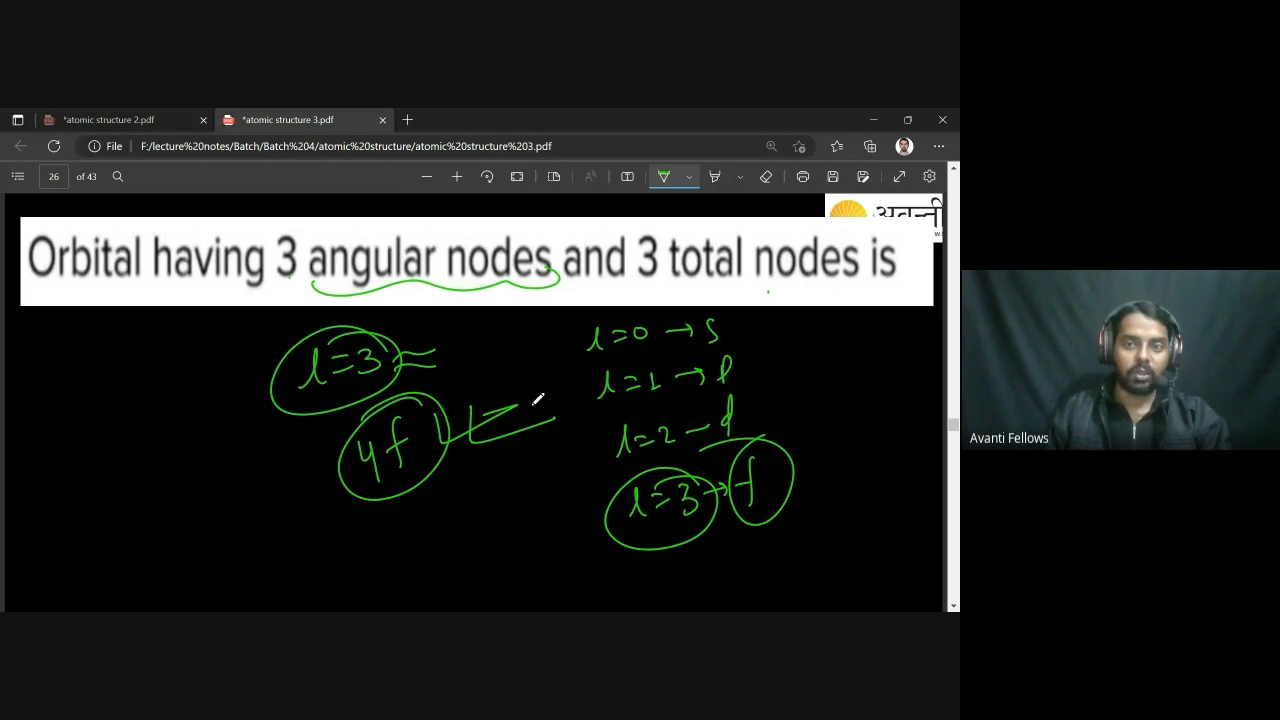 *atomic structure 2.pdf
*atomic structure 3.pdf
File
F:/lecture%20notes/Batch/Batch%204/atomic%20structure/atomic%20structure%203.pdf
26 of 43
अवन्ती
Orbital having 3 angular nodes and 3 total nodes is
l=3
4f
l=0 → s
l=1 → p
l=2 – d
l=3 → f
Avanti Fellows